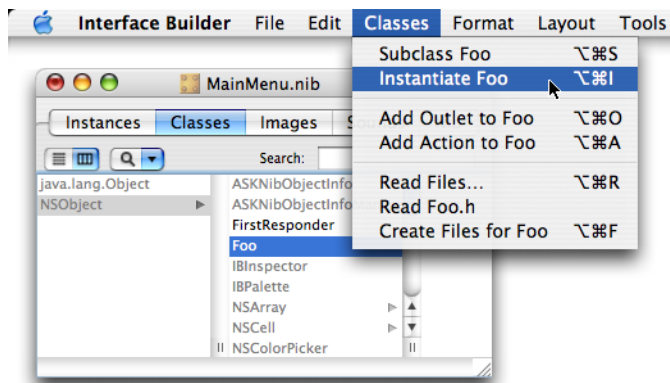 Interface Builder File Edit Classes Format Layout Tools
Subclass Foo ⌥⌘S
Instantiate Foo ⌥⌘I
Add Outlet to Foo ⌥⌘O
Add Action to Foo ⌥⌘A
Read Files... ⌥⌘R
Read Foo.h
Create Files for Foo ⌥⌘F
MainMenu.nib
Instances Classes Images
Search:
java.lang.Object
NSObject
ASKNibObjectInfo
ASKNibObjectInfo
FirstResponder
Foo
IBInspector
IBPalette
NSArray
NSCell
NSColorPicker